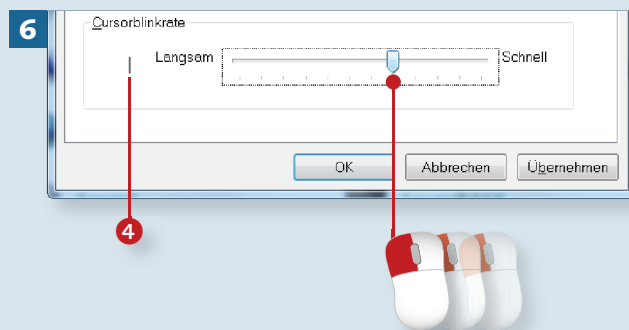 6
Cursorblinkrate
Langsam Schnell
OK Abbrechen Übernehmen
4